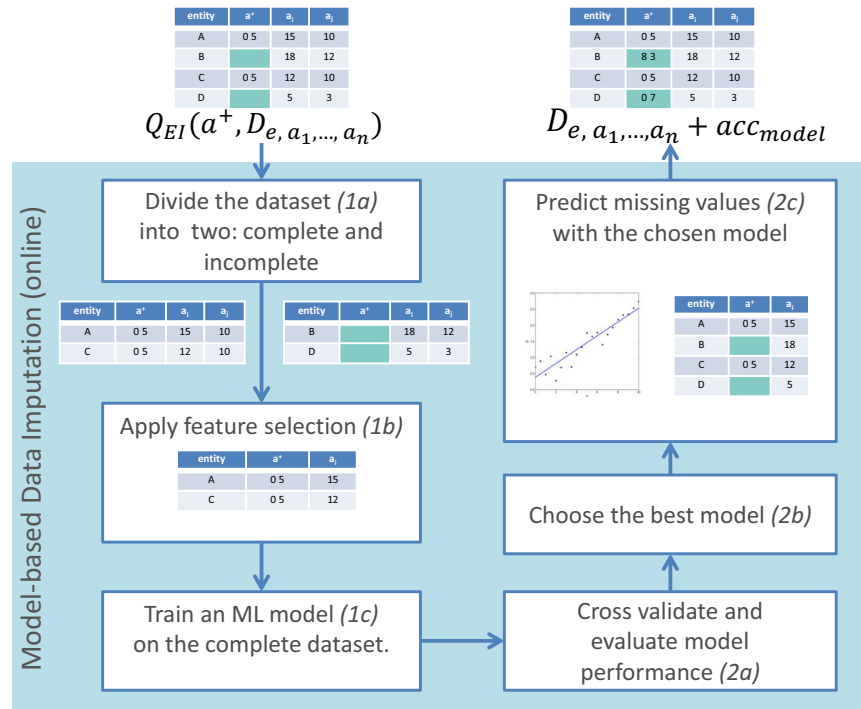 entity a⁺ aᵢ aⱼ
A 0 5 15 10
B 18 12
C 0 5 12 10
D 5 3
Q_EI(a⁺, D_e, a₁,..., aₙ)
Model-based Data Imputation (online)
Divide the dataset (1a)
into two: complete and
incomplete
entity a⁺ aᵢ aⱼ
A 0 5 15 10
C 0 5 12 10
entity a⁺ aᵢ aⱼ
B 18 12
D 5 3
Apply feature selection (1b)
entity a⁺ aᵢ
A 0 5 15
C 0 5 12
Train an ML model (1c)
on the complete dataset.
Cross validate and
evaluate model
performance (2a)
Choose the best model (2b)
Predict missing values (2c)
with the chosen model
entity a⁺ aᵢ
A 0 5 15
B 18
C 0 5 12
D 5
D_e, a₁,...,aₙ + acc_model
entity a⁺ aᵢ aⱼ
A 0 5 15 10
B 8 3 18 12
C 0 5 12 10
D 0 7 5 3